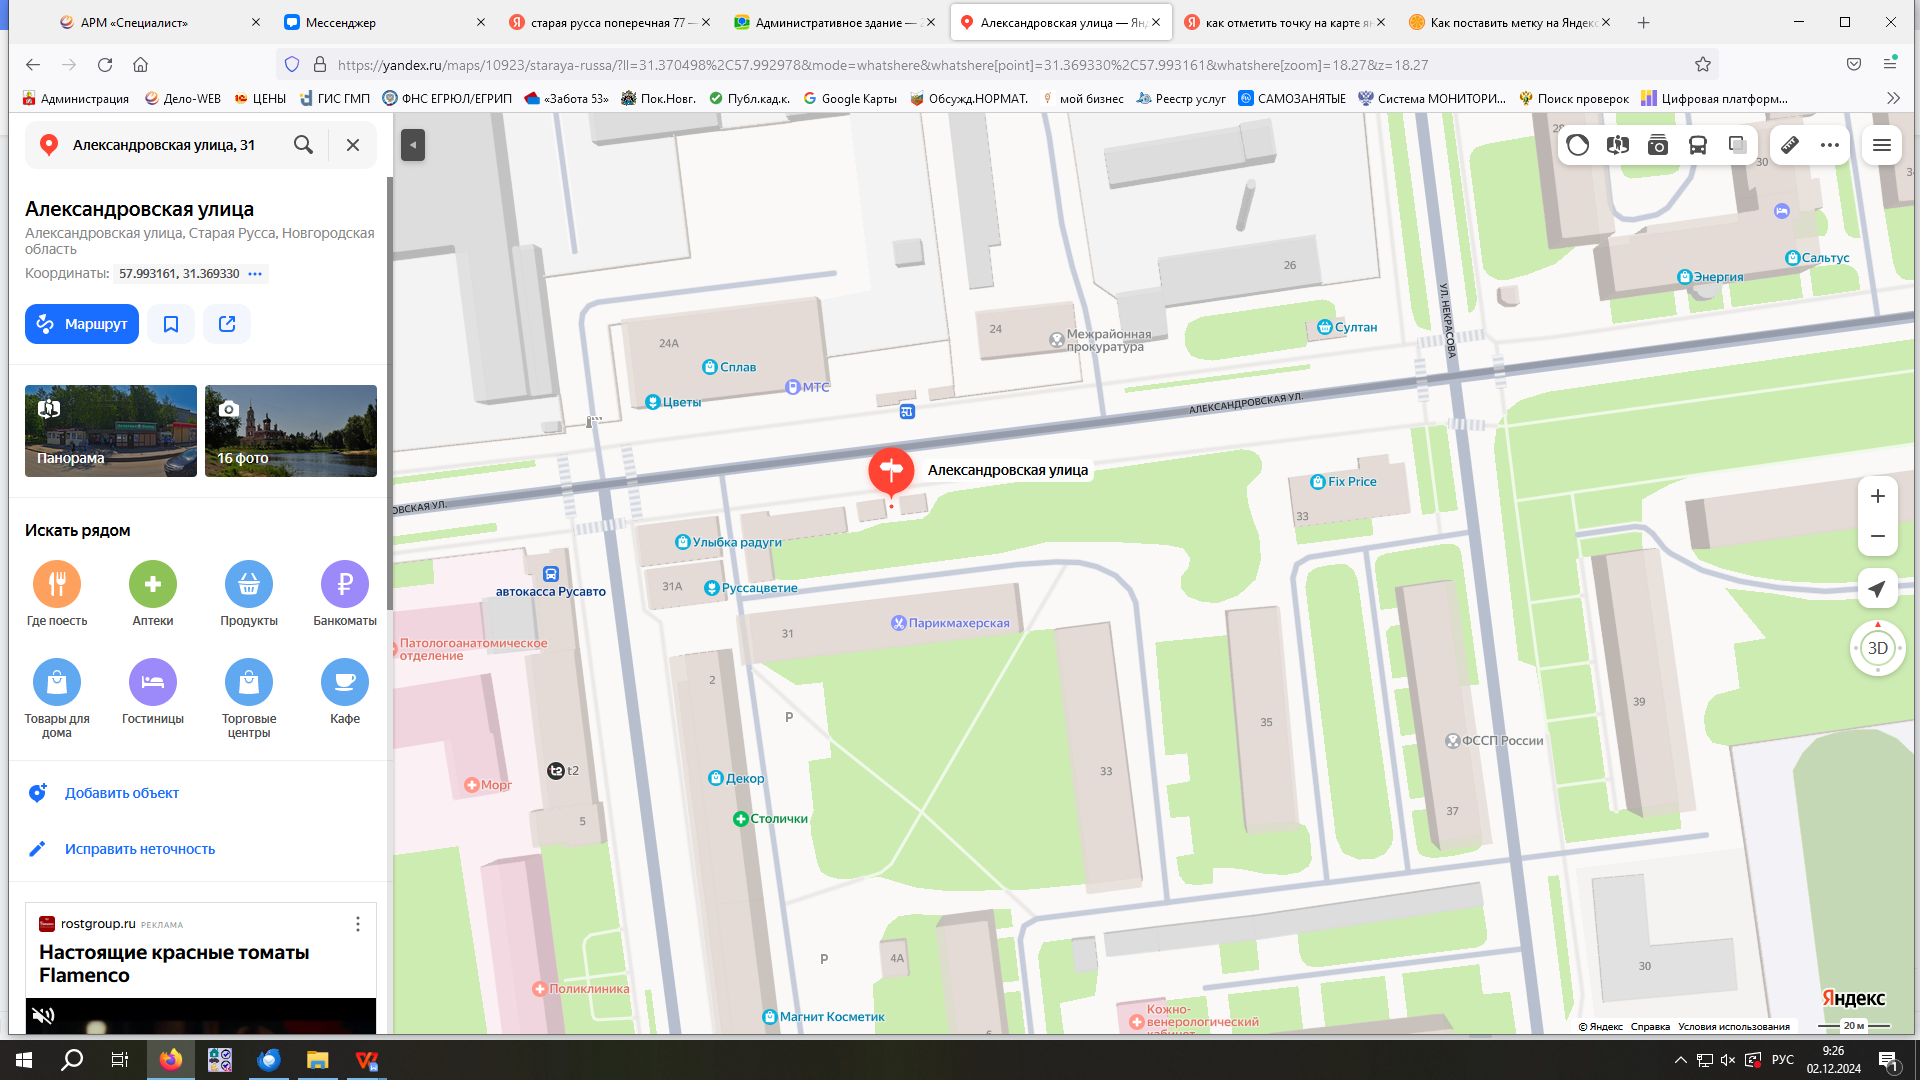 АРМ «Специалист»
Мессенджер
старая русса поперечная 77 —
Административное здание —
Александровская улица — Ян
как отметить точку на карте ян
Как поставить метку на Яндекс
https://yandex.ru/maps/10923/staraya-russa/?ll=31.370498%2C57.992978&mode=whatshere&whatshere[point]=31.369330%2C57.993161&whatshere[zoom]=18.27&z=18.27
Администрация
Дело-WEB
ЦЕНЫ
ГИС ГМП
ФНС ЕГРЮЛ/ЕГРИП
«Забота 53»
Пок.Новг.
Публ.кад.к.
Google Карты
Обсужд.НОРМАТ.
мой бизнес
Реестр услуг
САМОЗАНЯТЫЕ
Система МОНИТОРИ...
Поиск проверок
Цифровая платформ...
Александровская улица, 31
Александровская улица
Александровская улица, Старая Русса, Новгородская
область
Координаты: 57.993161, 31.369330
Маршрут
Панорама
16 фото
Искать рядом
Где поесть
Аптеки
Продукты
Банкоматы
Товары для
дома
Гостиницы
Торговые
центры
Кафе
Добавить объект
Исправить неточность
rostgroup.ru РЕКЛАМА
Настоящие красные томаты
Flamenco
30
26
Сальтус
Энергия
УЛ. НЕКРАСОВА
24
Межрайонная
прокуратура
Султан
24А
Сплав
МТС
Цветы
АЛЕКСАНДРОВСКАЯ УЛ.
Александровская улица
Fix Price
33
ОВСКАЯ УЛ.
Улыбка радуги
автокасса Русавто
31А
Руссацветие
31
Парикмахерская
Патологоанатомическое
отделение
2
P
35
39
ФССП России
Морг
t2
Декор
33
37
Столички
5
P
4А
30
Поликлиника
Магнит Косметик
Кожно-
венерологический
кабинет
6
3D
Яндекс
© Яндекс Справка Условия использования
20 м
РУС
9:26
02.12.2024
1